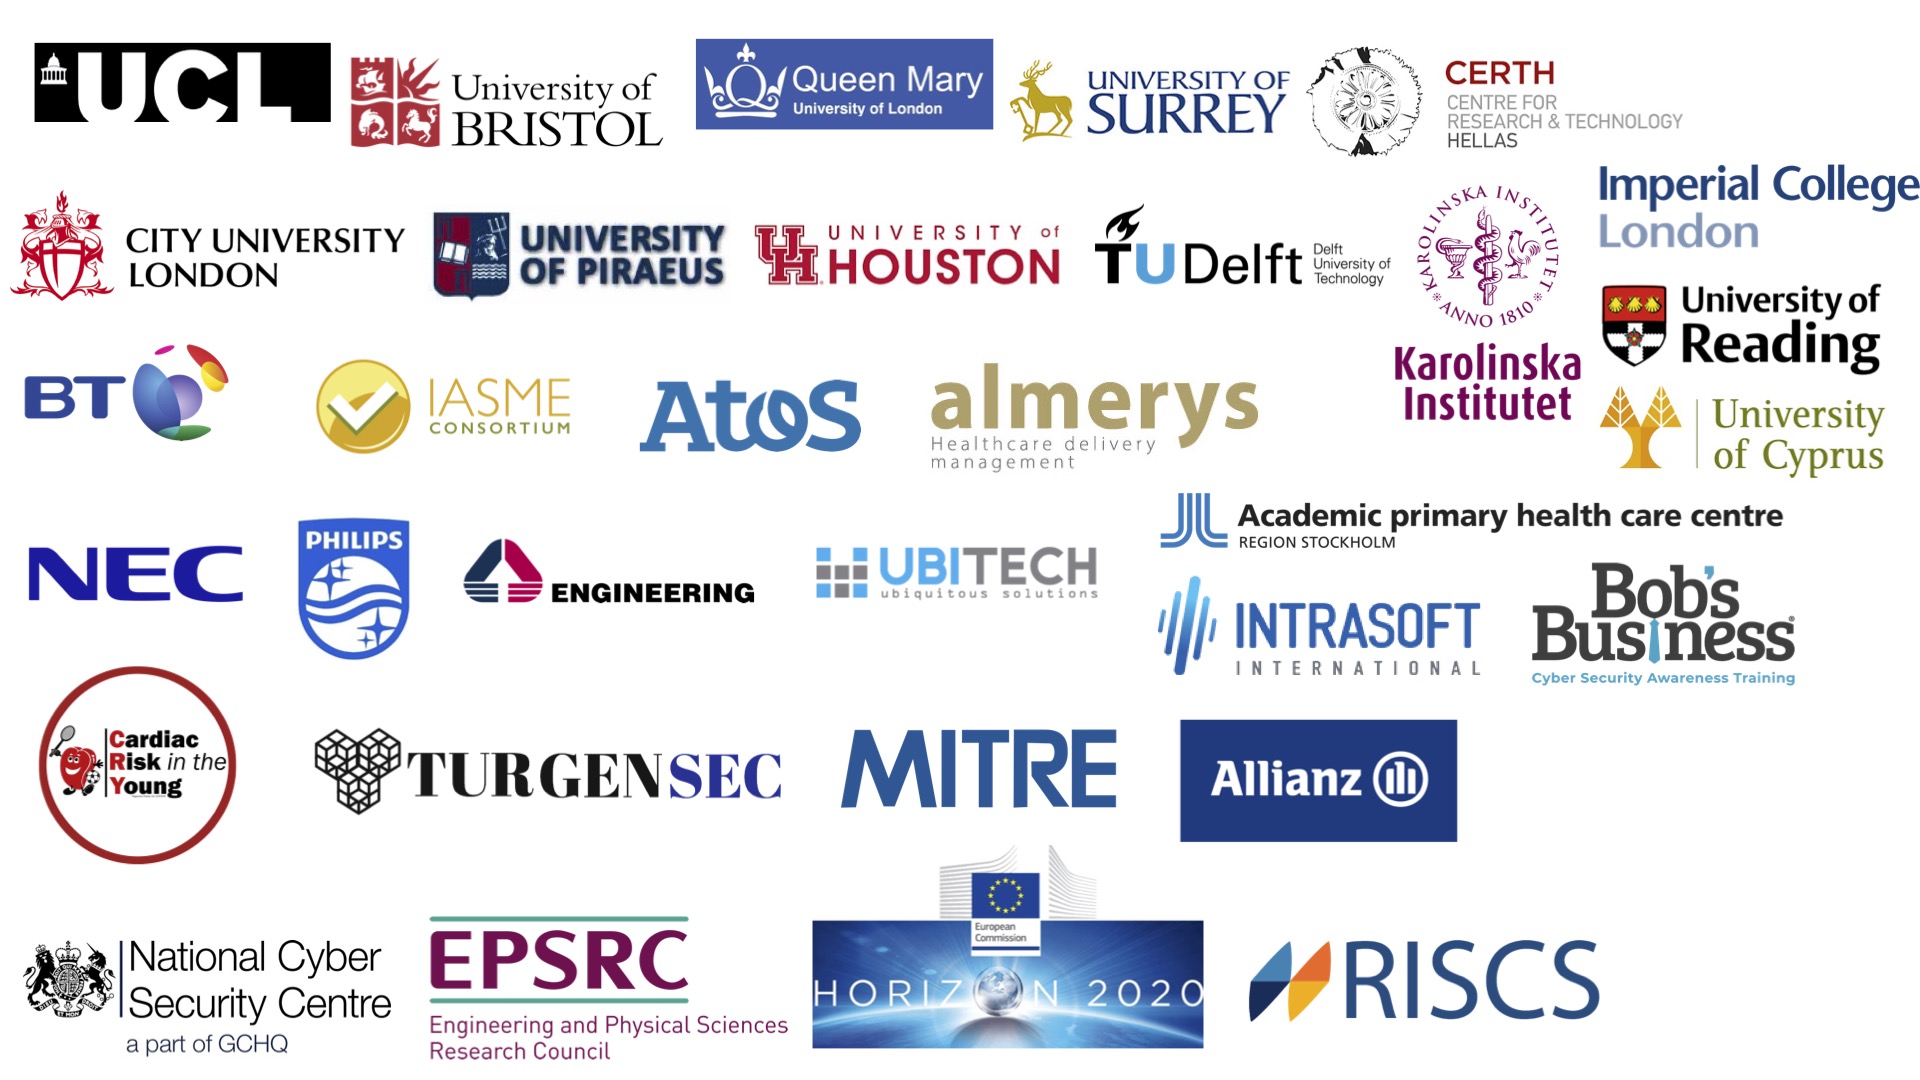 UCL
University of
BRISTOL
Queen Mary
University of London
UNIVERSITY OF
SURREY
CERTH
CENTRE FOR
RESEARCH & TECHNOLOGY
HELLAS
CITY UNIVERSITY
LONDON
UNIVERSITY
OF PIRAEUS
UNIVERSITY of
HOUSTON
TUDelft
Delft
University of
Technology
KAROLINSKA INSTITUTET
ANNO 1810
Karolinska
Institutet
Imperial College
London
University of
Reading
University
of Cyprus
BT
IASME
CONSORTIUM
Atos
almerys
Healthcare delivery
management
NEC
PHILIPS
ENGINEERING
UBITECH
ubiquitous solutions
Academic primary health care centre
REGION STOCKHOLM
INTRASOFT
INTERNATIONAL
Bob's
Business
Cyber Security Awareness Training
Cardiac
Risk in the
Young
TURGENSEC
MITRE
Allianz
National Cyber
Security Centre
a part of GCHQ
EPSRC
Engineering and Physical Sciences
Research Council
European
Commission
HORIZON 2020
RISCS